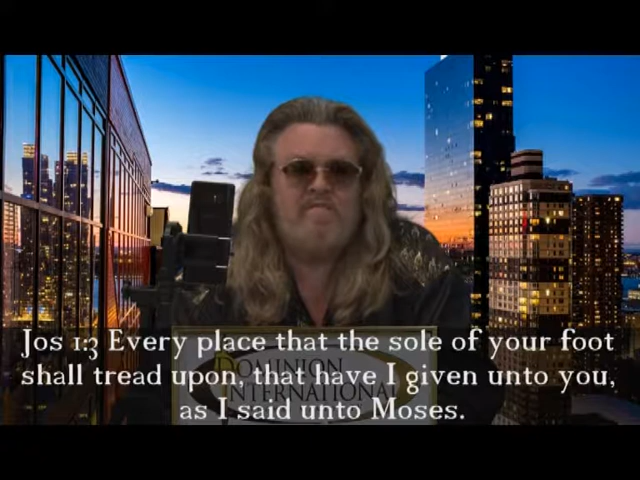 Jos 1:3 Every place that the sole of your foot
shall tread upon, that have I given unto you,
as I said unto Moses.
DOMINION
INTERNATIONAL